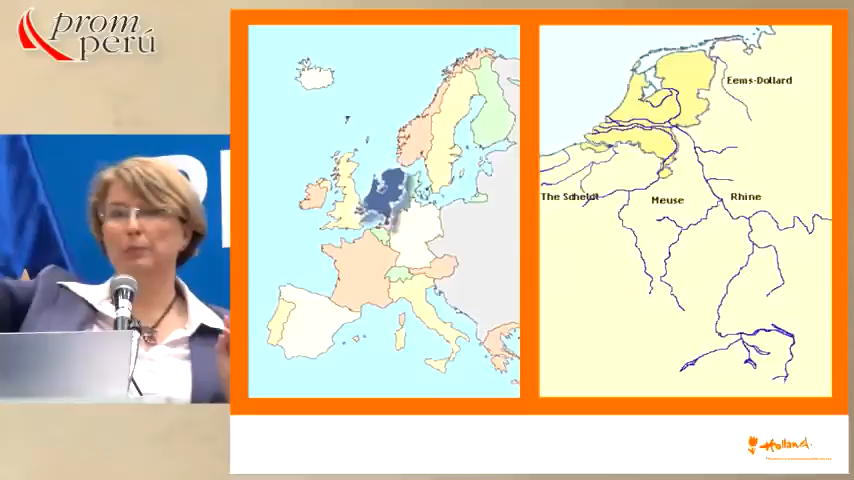 prom
perú
Eems-Dollard
The Scheldt
Meuse
Rhine
Holland.